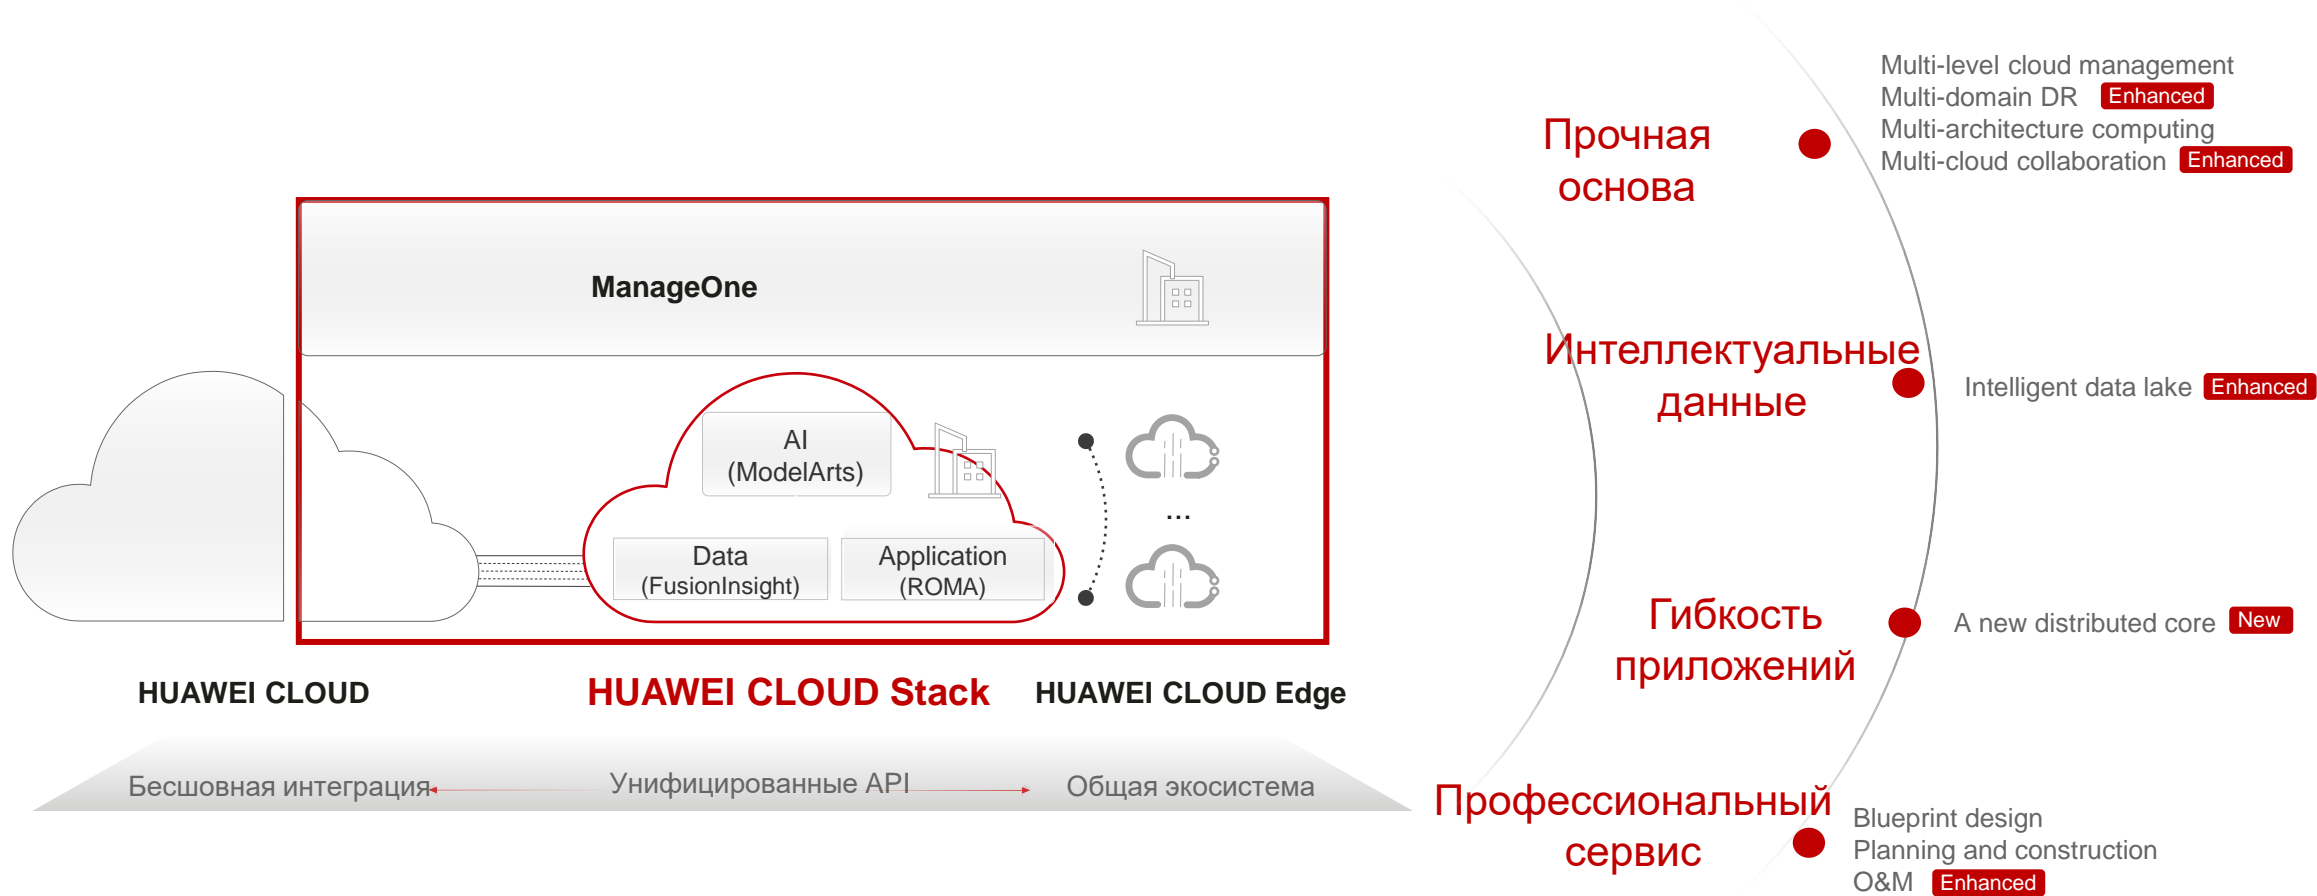 ManageOne
AI
(ModelArts)
Data
(FusionInsight)
Application
(ROMA)
...
HUAWEI CLOUD
HUAWEI CLOUD Stack
HUAWEI CLOUD Edge
Бесшовная интеграция
Унифицированные API
Общая экосистема
Прочная
основа
Multi-level cloud management
Multi-domain DR Enhanced
Multi-architecture computing
Multi-cloud collaboration Enhanced
Интеллектуальные
данные
Intelligent data lake Enhanced
Гибкость
приложений
A new distributed core New
Профессиональный
сервис
Blueprint design
Planning and construction
O&M Enhanced